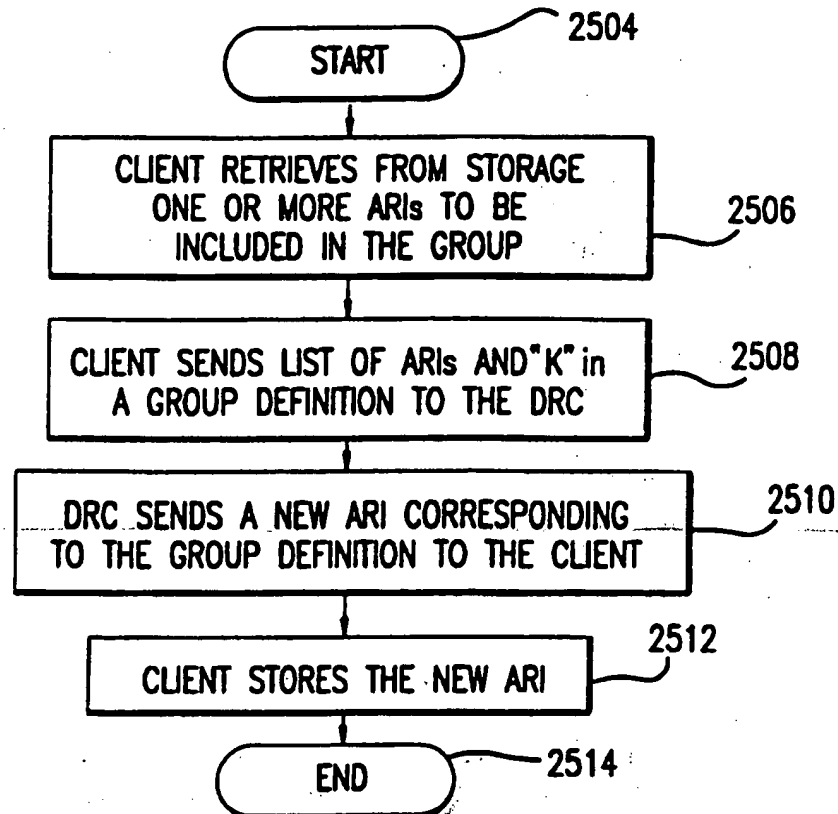 2504
START
CLIENT RETRIEVES FROM STORAGE
ONE OR MORE ARIs TO BE
INCLUDED IN THE GROUP
2506
CLIENT SENDS LIST OF ARIs AND "K" in
A GROUP DEFINITION TO THE DRC
2508
DRC SENDS A NEW ARI CORRESPONDING
TO THE GROUP DEFINITION TO THE CLIENT
2510
CLIENT STORES THE NEW ARI
2512
END
2514